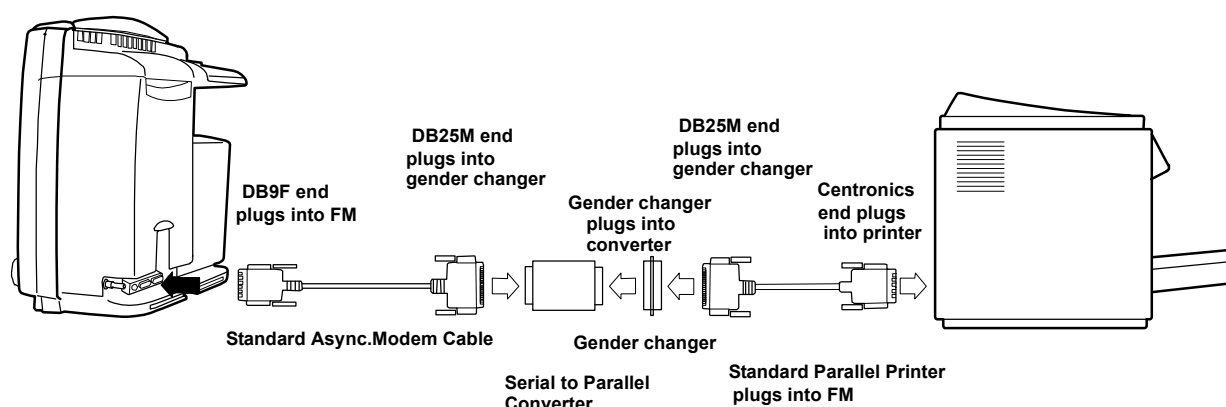 DB9F end
plugs into FM
DB25M end
plugs into
gender changer
Gender changer
plugs into
converter
DB25M end
plugs into
gender changer
Centronics
end plugs
into printer
Standard Async.Modem Cable
Gender changer
Serial to Parallel
Converter
Standard Parallel Printer
plugs into FM